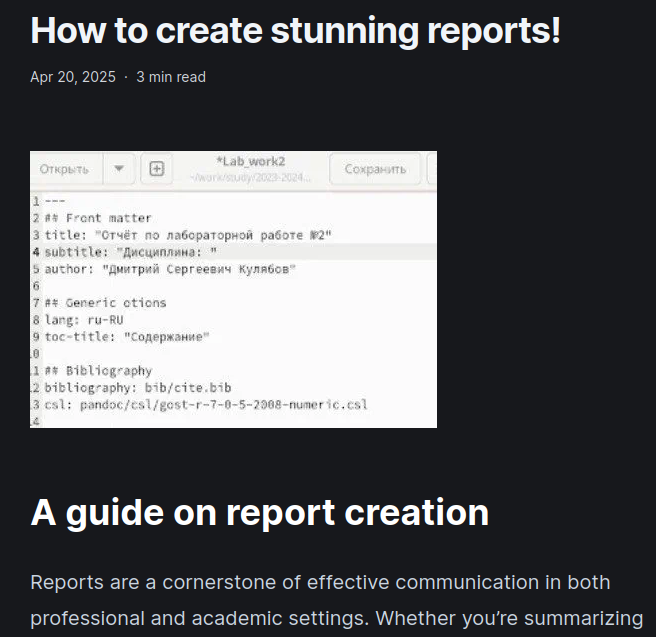 How to create stunning reports!
Apr 20, 2025 · 3 min read
Открыть
*Lab_work2
~/work/study/2023-2024...
Сохранить
1 ---
2 ## Front matter
3 title: "Отчёт по лабораторной работе №2"
4 subtitle: "Дисциплина: "
5 author: "Дмитрий Сергеевич Кулябов"
6
7 ## Generic otions
8 lang: ru-RU
9 toc-title: "Содержание"
.0
.1 ## Bibliography
.2 bibliography: bib/cite.bib
.3 csl: pandoc/csl/gost-r-7-0-5-2008-numeric.csl
.4
A guide on report creation
Reports are a cornerstone of effective communication in both
professional and academic settings. Whether you’re summarizing